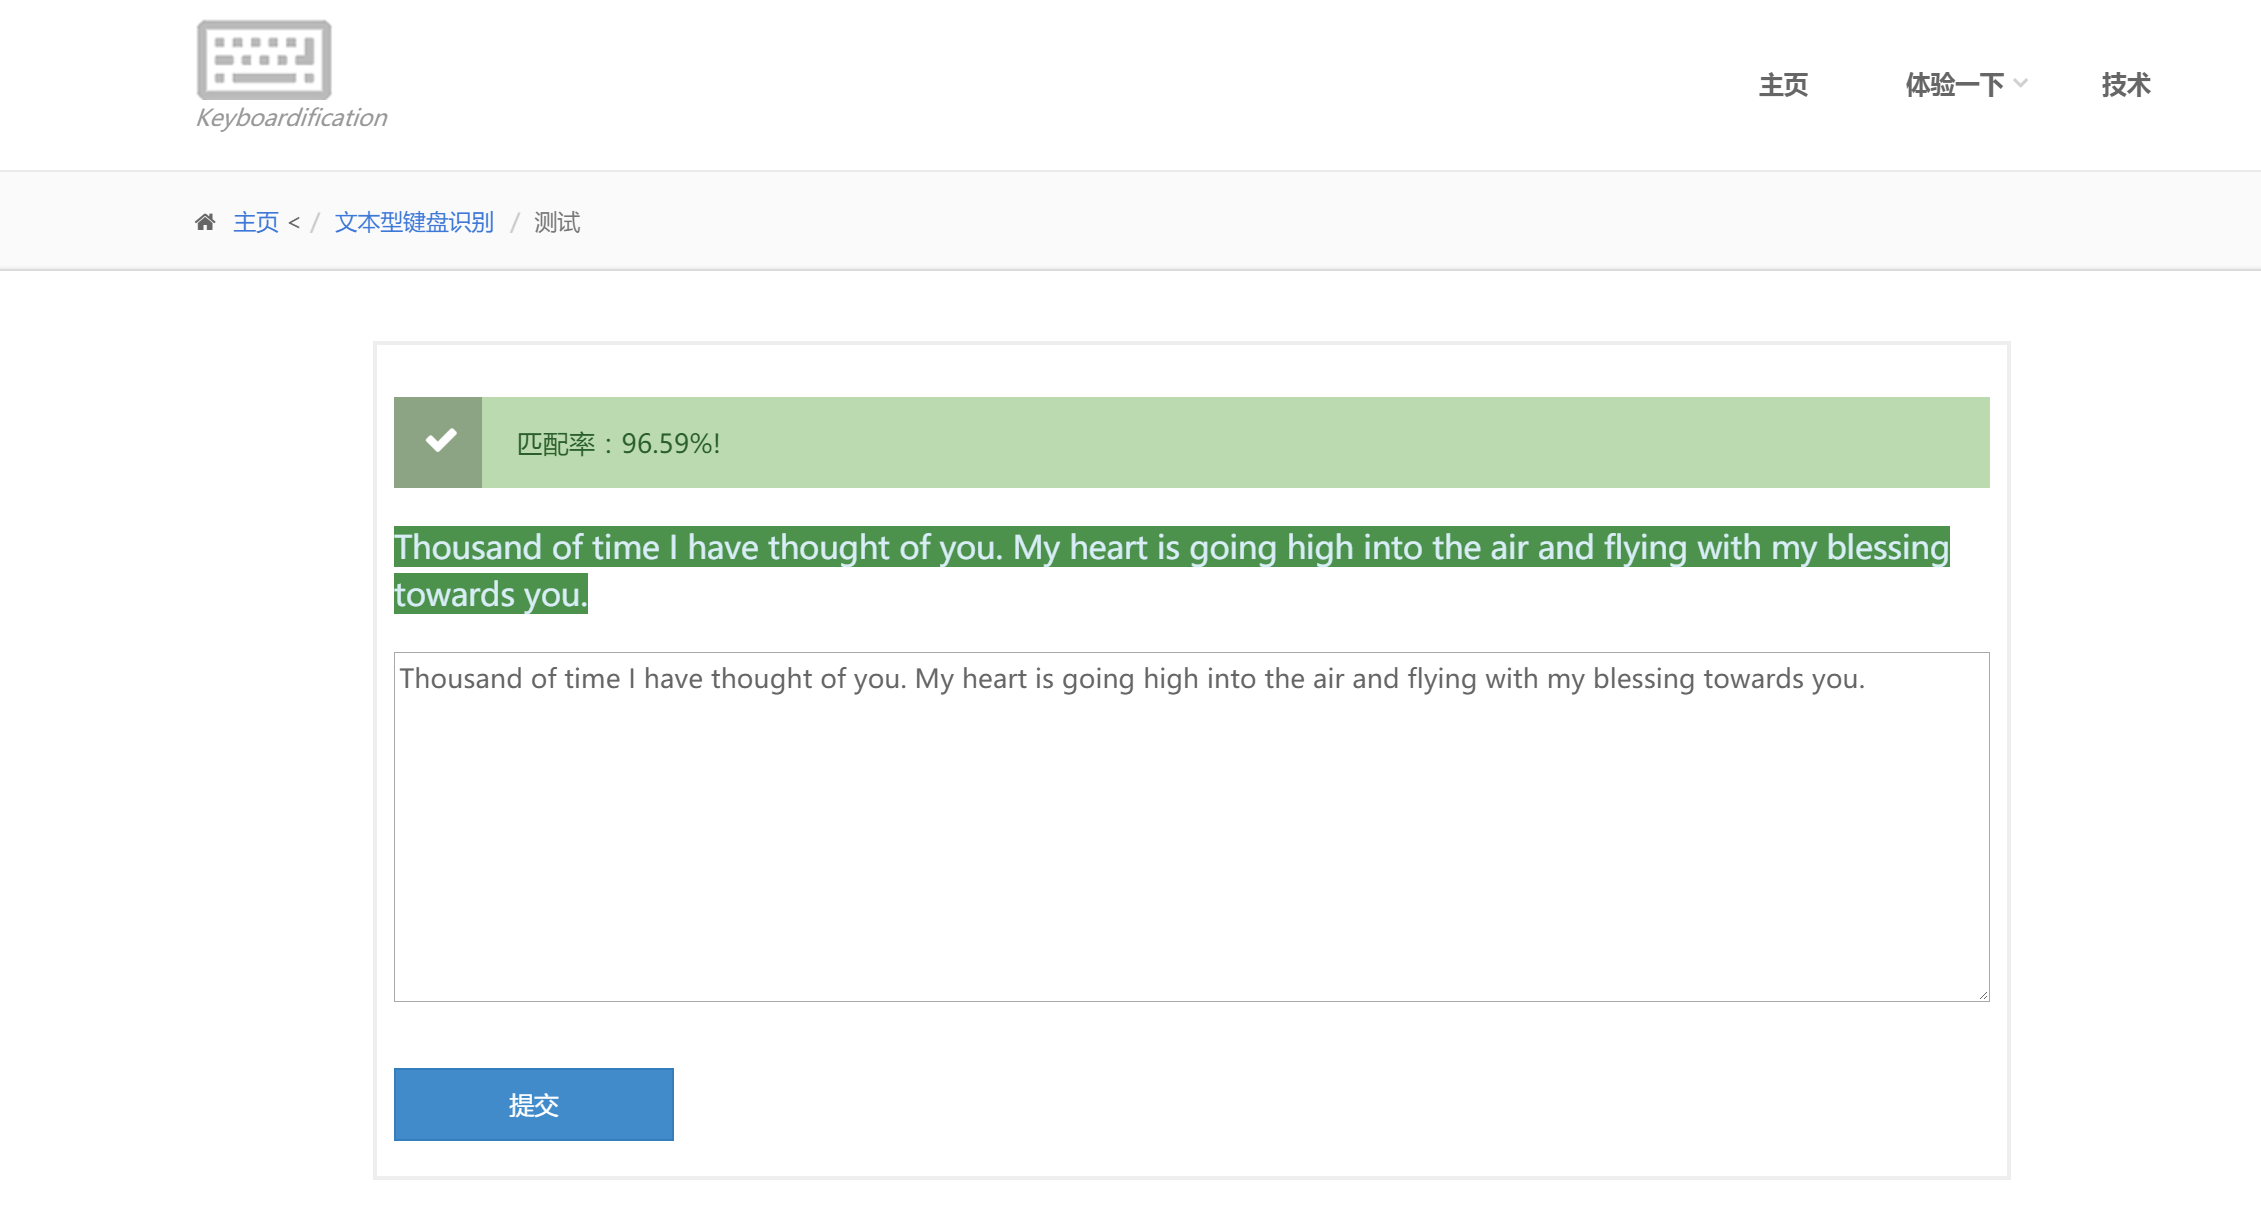 Keyboardification
主页 体验一下 技术
主页 < / 文本型键盘识别 / 测试
匹配率：96.59%!
Thousand of time I have thought of you. My heart is going high into the air and flying with my blessing
towards you.
Thousand of time I have thought of you. My heart is going high into the air and flying with my blessing towards you.
提交